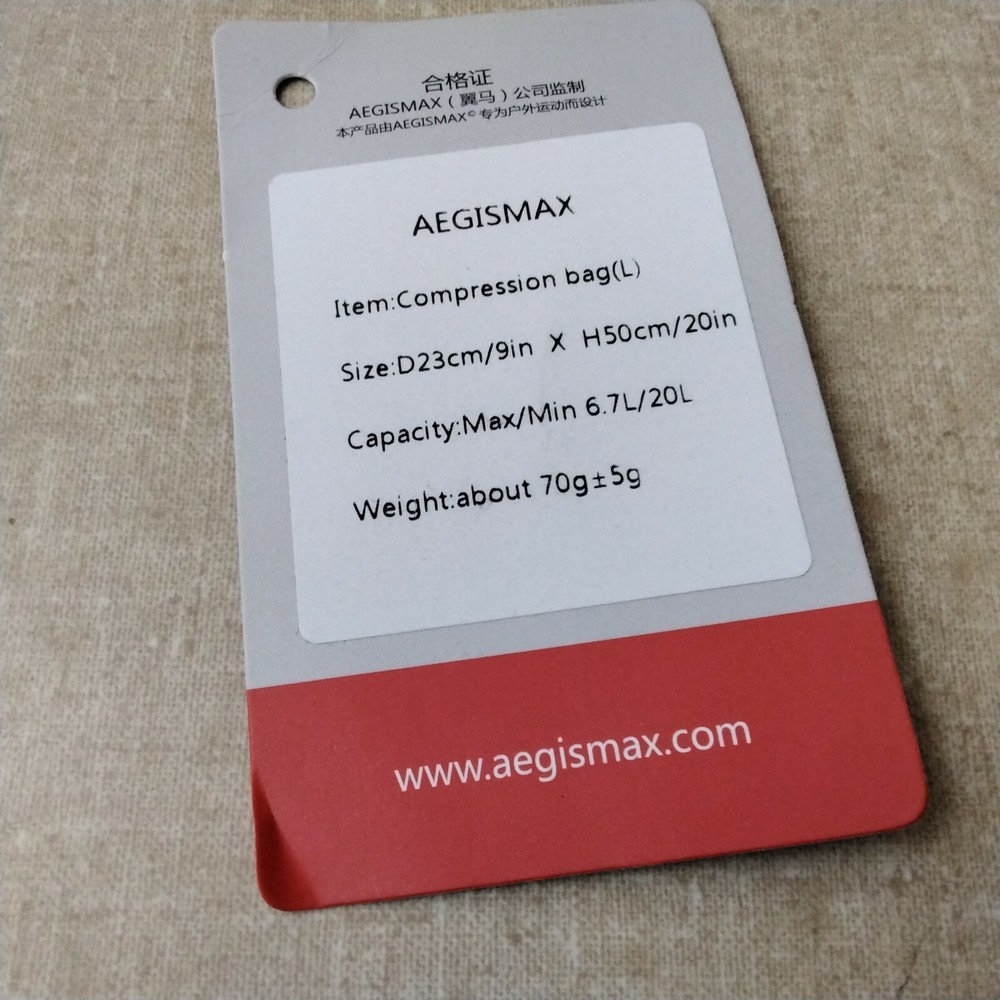 合格证
AEGISMAX（翼马）公司监制
本产品由AEGISMAX© 专为户外运动而设计
AEGISMAX
Item:Compression bag(L)
Size:D23cm/9in X H50cm/20in
Capacity:Max/Min 6.7L/20L
Weight:about 70g±5g
www.aegismax.com